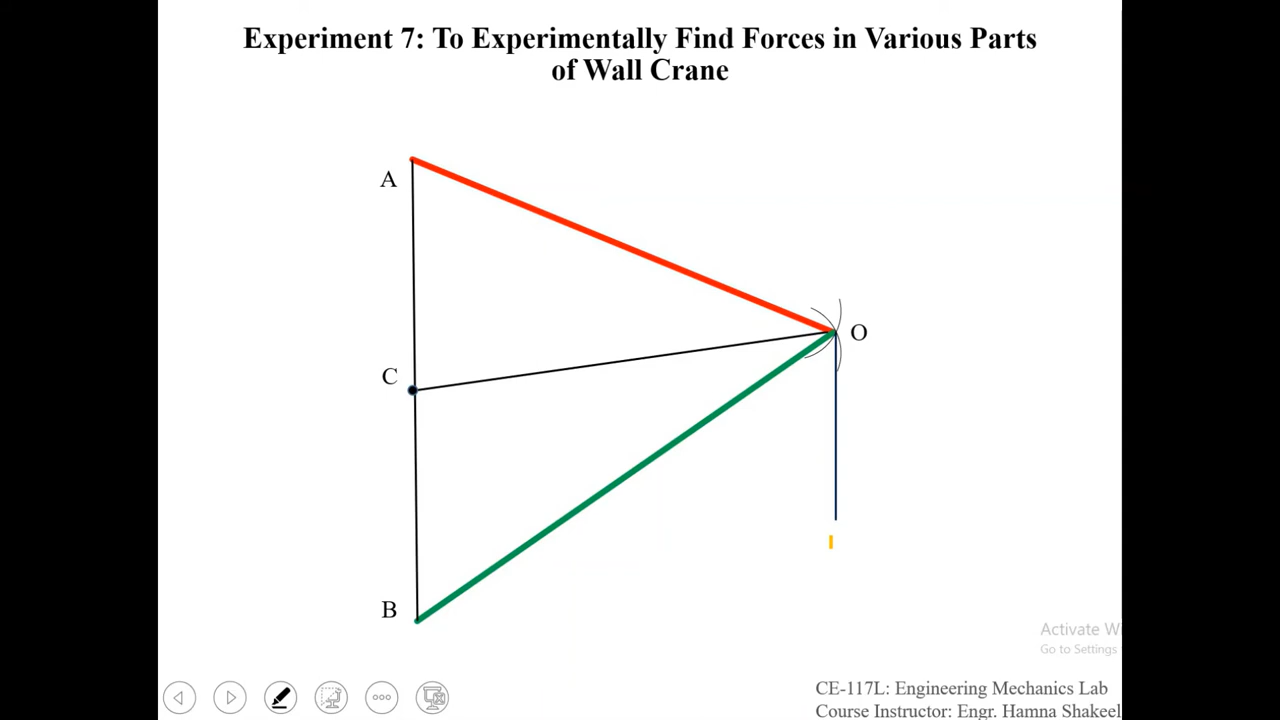 Experiment 7: To Experimentally Find Forces in Various Parts
of Wall Crane
A
O
C
B
Activate Wi
Go to Settings
CE-117L: Engineering Mechanics Lab
Course Instructor: Engr. Hamna Shakeel